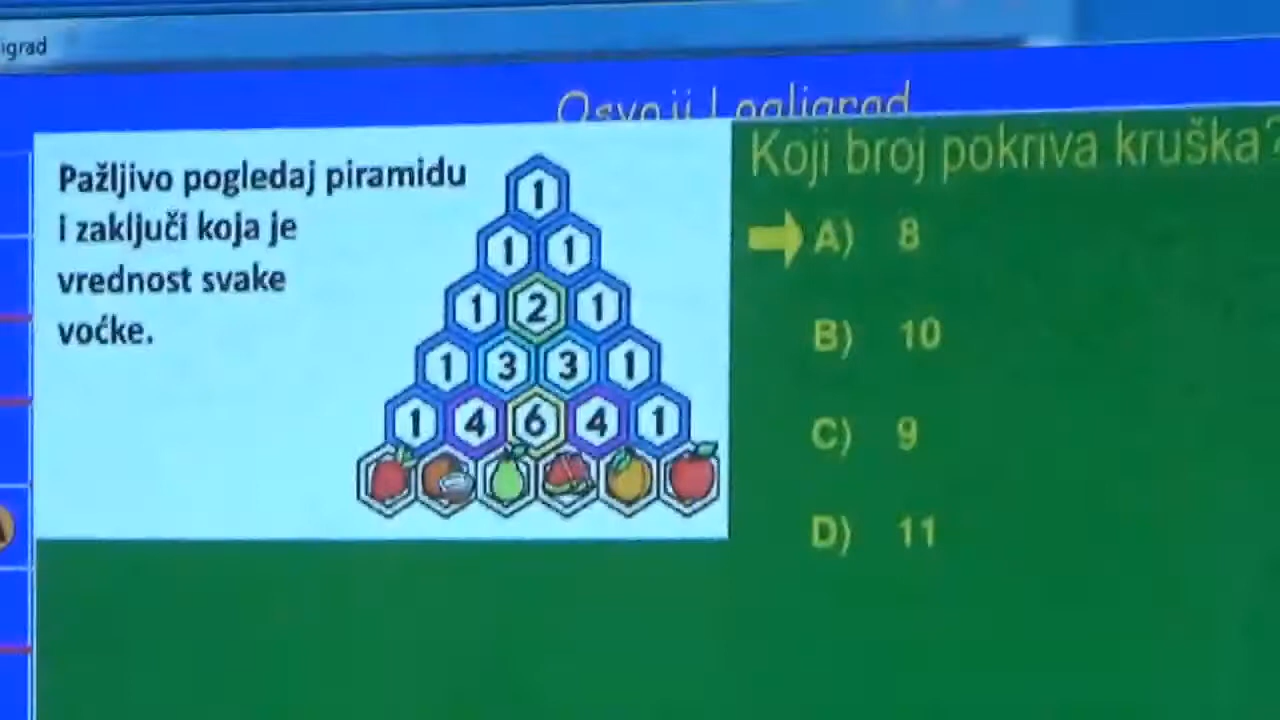 igrad
Osvoji Logligrad
Pažljivo pogledaj piramidu
i zaključi koja je
vrednost svake
voćke.
1
1 1
1 2 1
1 3 3 1
1 4 6 4 1
Koji broj pokriva kruška?
A) 8
B) 10
C) 9
D) 11